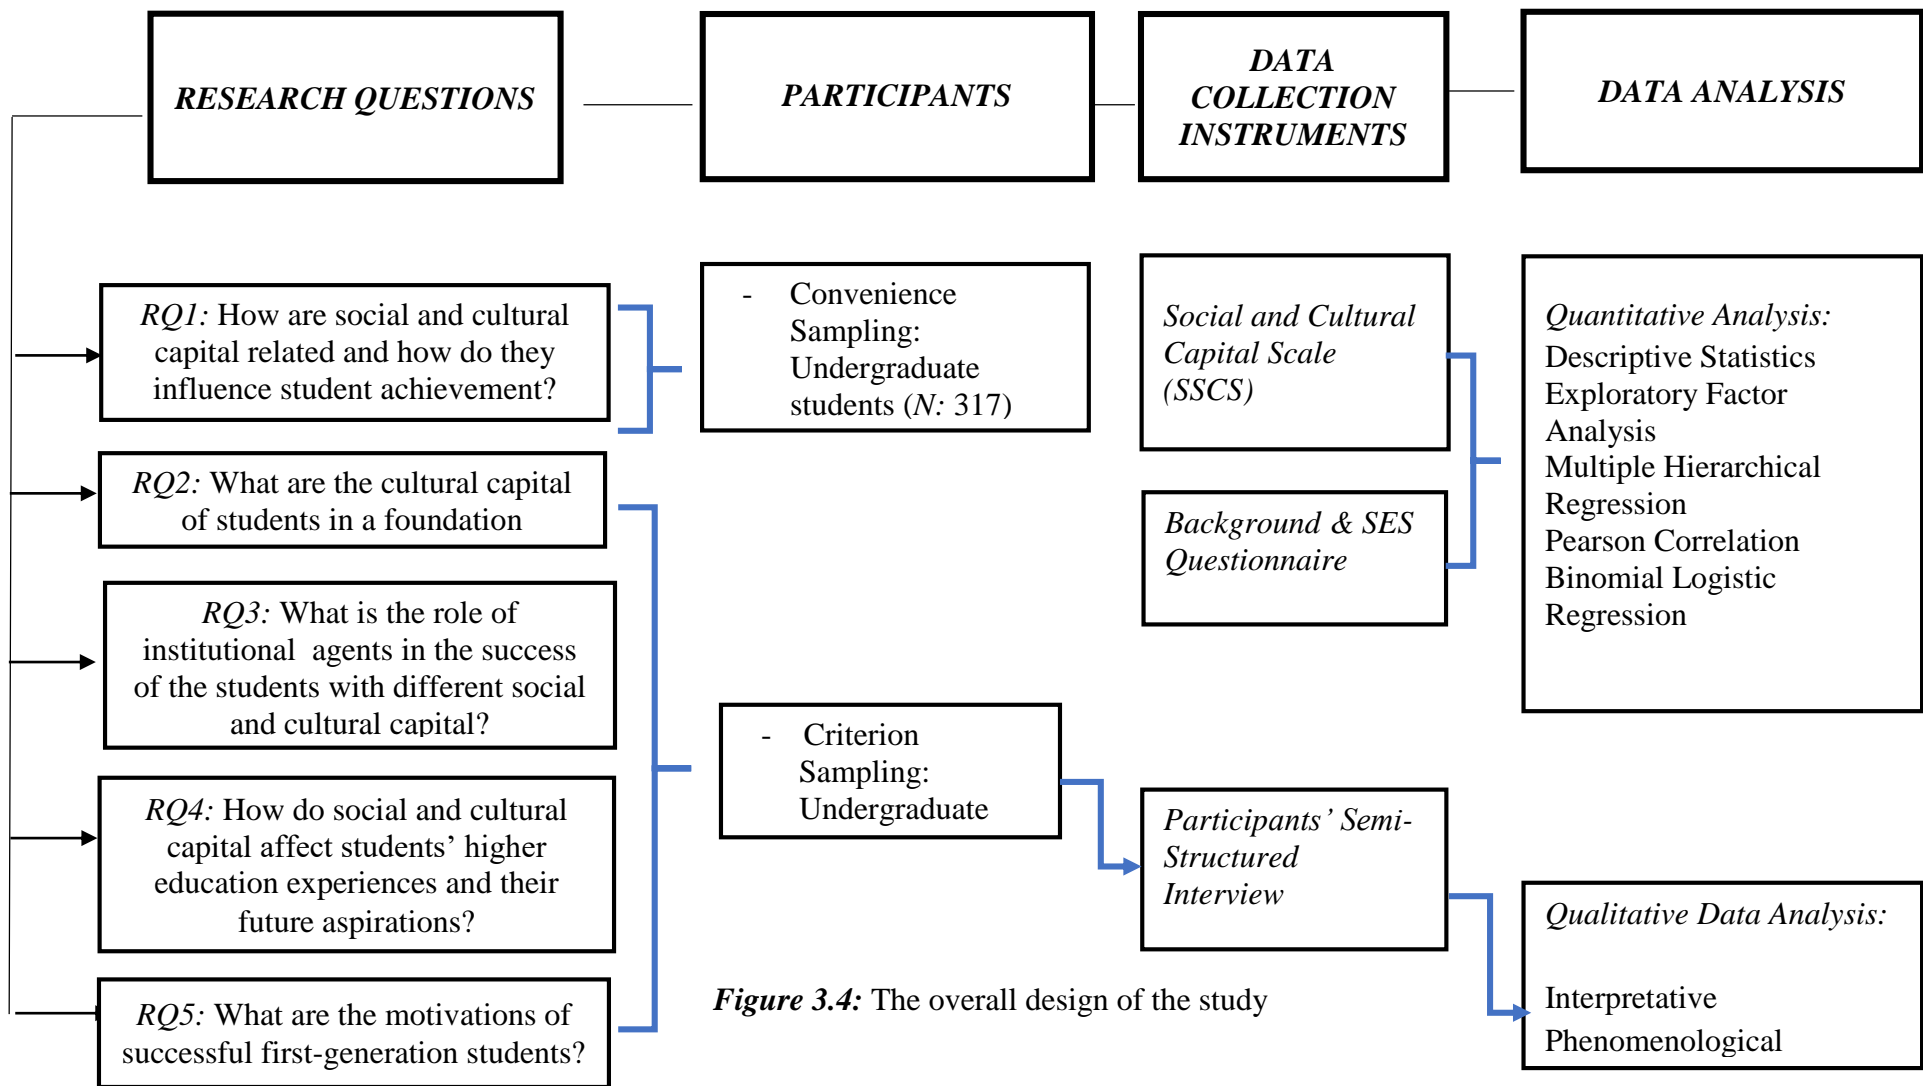 RESEARCH QUESTIONS
PARTICIPANTS
DATA
COLLECTION
INSTRUMENTS
DATA ANALYSIS
RQ1: How are social and cultural
capital related and how do they
influence student achievement?
- Convenience
Sampling:
Undergraduate
students (N: 317)
Social and Cultural
Capital Scale
(SSCS)
Background & SES
Questionnaire
Quantitative Analysis:
Descriptive Statistics
Exploratory Factor
Analysis
Multiple Hierarchical
Regression
Pearson Correlation
Binomial Logistic
Regression
RQ2: What are the cultural capital
of students in a foundation
RQ3: What is the role of
institutional agents in the success
of the students with different social
and cultural capital?
RQ4: How do social and cultural
capital affect students’ higher
education experiences and their
future aspirations?
RQ5: What are the motivations of
successful first-generation students?
- Criterion
Sampling:
Undergraduate
Participants’ Semi-
Structured
Interview
Qualitative Data Analysis:
Interpretative
Phenomenological
Figure 3.4: The overall design of the study